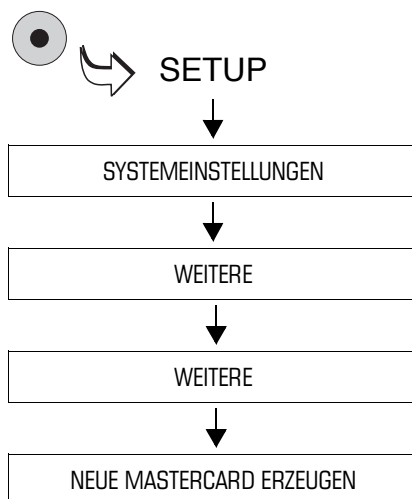 SETUP
SYSTEMEINSTELLUNGEN
WEITERE
WEITERE
NEUE MASTERCARD ERZEUGEN